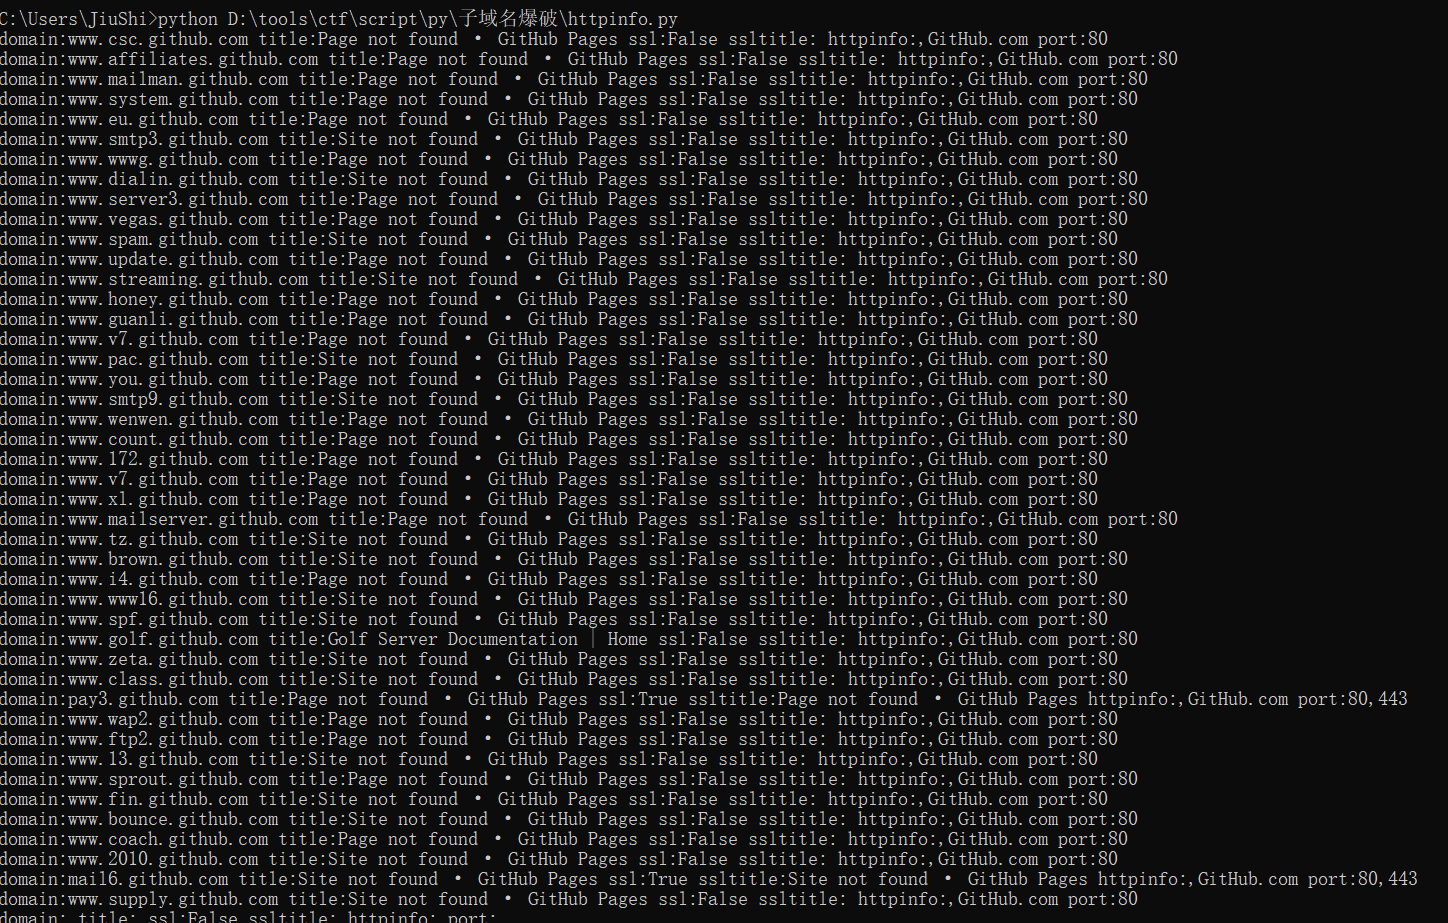 C:\Users\JiuShi>python D:\tools\ctf\script\py\子域名爆破\httpinfo.py
domain:www.csc.github.com title:Page not found • GitHub Pages ssl:False ssltitle: httpinfo:,GitHub.com port:80
domain:www.affiliates.github.com title:Page not found • GitHub Pages ssl:False ssltitle: httpinfo:,GitHub.com port:80
domain:www.mailman.github.com title:Page not found • GitHub Pages ssl:False ssltitle: httpinfo:,GitHub.com port:80
domain:www.system.github.com title:Page not found • GitHub Pages ssl:False ssltitle: httpinfo:,GitHub.com port:80
domain:www.eu.github.com title:Page not found • GitHub Pages ssl:False ssltitle: httpinfo:,GitHub.com port:80
domain:www.smtp3.github.com title:Site not found • GitHub Pages ssl:False ssltitle: httpinfo:,GitHub.com port:80
domain:www.wwwg.github.com title:Page not found • GitHub Pages ssl:False ssltitle: httpinfo:,GitHub.com port:80
domain:www.dialin.github.com title:Site not found • GitHub Pages ssl:False ssltitle: httpinfo:,GitHub.com port:80
domain:www.server3.github.com title:Page not found • GitHub Pages ssl:False ssltitle: httpinfo:,GitHub.com port:80
domain:www.vegas.github.com title:Page not found • GitHub Pages ssl:False ssltitle: httpinfo:,GitHub.com port:80
domain:www.spam.github.com title:Site not found • GitHub Pages ssl:False ssltitle: httpinfo:,GitHub.com port:80
domain:www.update.github.com title:Page not found • GitHub Pages ssl:False ssltitle: httpinfo:,GitHub.com port:80
domain:www.streaming.github.com title:Site not found • GitHub Pages ssl:False ssltitle: httpinfo:,GitHub.com port:80
domain:www.honey.github.com title:Page not found • GitHub Pages ssl:False ssltitle: httpinfo:,GitHub.com port:80
domain:www.guanli.github.com title:Page not found • GitHub Pages ssl:False ssltitle: httpinfo:,GitHub.com port:80
domain:www.v7.github.com title:Page not found • GitHub Pages ssl:False ssltitle: httpinfo:,GitHub.com port:80
domain:www.pac.github.com title:Site not found • GitHub Pages ssl:False ssltitle: httpinfo:,GitHub.com port:80
domain:www.you.github.com title:Page not found • GitHub Pages ssl:False ssltitle: httpinfo:,GitHub.com port:80
domain:www.smtp9.github.com title:Site not found • GitHub Pages ssl:False ssltitle: httpinfo:,GitHub.com port:80
domain:www.wenwen.github.com title:Page not found • GitHub Pages ssl:False ssltitle: httpinfo:,GitHub.com port:80
domain:www.count.github.com title:Page not found • GitHub Pages ssl:False ssltitle: httpinfo:,GitHub.com port:80
domain:www.172.github.com title:Page not found • GitHub Pages ssl:False ssltitle: httpinfo:,GitHub.com port:80
domain:www.v7.github.com title:Page not found • GitHub Pages ssl:False ssltitle: httpinfo:,GitHub.com port:80
domain:www.xl.github.com title:Page not found • GitHub Pages ssl:False ssltitle: httpinfo:,GitHub.com port:80
domain:www.mailserver.github.com title:Page not found • GitHub Pages ssl:False ssltitle: httpinfo:,GitHub.com port:80
domain:www.tz.github.com title:Site not found • GitHub Pages ssl:False ssltitle: httpinfo:,GitHub.com port:80
domain:www.brown.github.com title:Site not found • GitHub Pages ssl:False ssltitle: httpinfo:,GitHub.com port:80
domain:www.i4.github.com title:Page not found • GitHub Pages ssl:False ssltitle: httpinfo:,GitHub.com port:80
domain:www.www16.github.com title:Site not found • GitHub Pages ssl:False ssltitle: httpinfo:,GitHub.com port:80
domain:www.spf.github.com title:Site not found • GitHub Pages ssl:False ssltitle: httpinfo:,GitHub.com port:80
domain:www.golf.github.com title:Golf Server Documentation | Home ssl:False ssltitle: httpinfo:,GitHub.com port:80
domain:www.zeta.github.com title:Site not found • GitHub Pages ssl:False ssltitle: httpinfo:,GitHub.com port:80
domain:www.class.github.com title:Site not found • GitHub Pages ssl:False ssltitle: httpinfo:,GitHub.com port:80
domain:pay3.github.com title:Page not found • GitHub Pages ssl:True ssltitle:Page not found • GitHub Pages httpinfo:,GitHub.com port:80,443
domain:www.wap2.github.com title:Page not found • GitHub Pages ssl:False ssltitle: httpinfo:,GitHub.com port:80
domain:www.ftp2.github.com title:Page not found • GitHub Pages ssl:False ssltitle: httpinfo:,GitHub.com port:80
domain:www.13.github.com title:Site not found • GitHub Pages ssl:False ssltitle: httpinfo:,GitHub.com port:80
domain:www.sprout.github.com title:Page not found • GitHub Pages ssl:False ssltitle: httpinfo:,GitHub.com port:80
domain:www.fin.github.com title:Site not found • GitHub Pages ssl:False ssltitle: httpinfo:,GitHub.com port:80
domain:www.bounce.github.com title:Site not found • GitHub Pages ssl:False ssltitle: httpinfo:,GitHub.com port:80
domain:www.coach.github.com title:Page not found • GitHub Pages ssl:False ssltitle: httpinfo:,GitHub.com port:80
domain:www.2010.github.com title:Site not found • GitHub Pages ssl:False ssltitle: httpinfo:,GitHub.com port:80
domain:mail6.github.com title:Site not found • GitHub Pages ssl:True ssltitle:Site not found • GitHub Pages httpinfo:,GitHub.com port:80,443
domain:www.supply.github.com title:Site not found • GitHub Pages ssl:False ssltitle: httpinfo:,GitHub.com port:80
domain: title: ssl:False ssltitle: httpinfo: port: